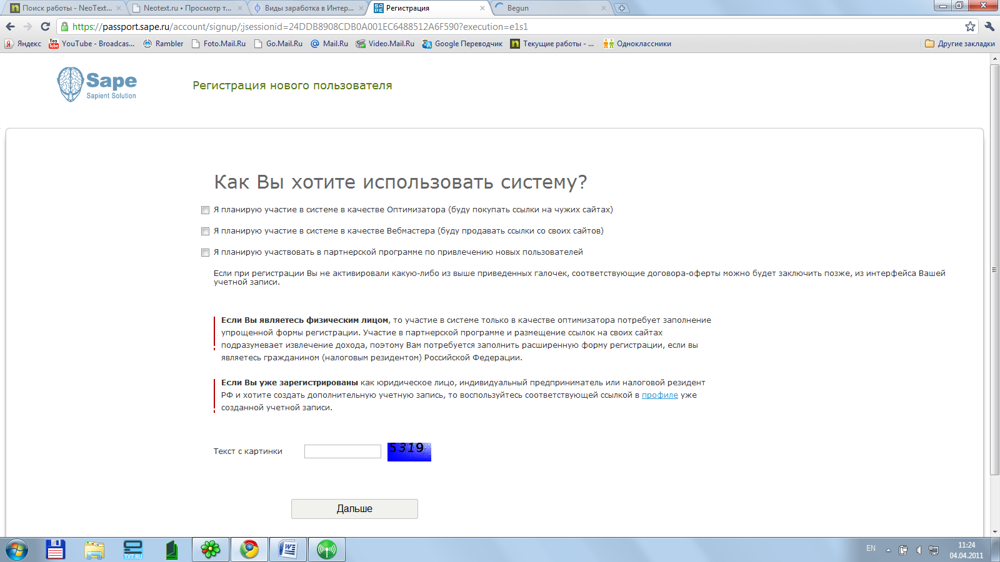 Поиск работы - NeoText...
Neotext.ru • Просмотр т...
Виды заработка в Интер...
Регистрация
Begun
https://passport.sape.ru/account/signup/;jsessionid=24DDB8908CDB0A001EC6488512A6F590?execution=e1s1
Яндекс
YouTube - Broadcas...
Rambler
Foto.Mail.Ru
Go.Mail.Ru
Mail.Ru
Video.Mail.Ru
Google Переводчик
Текущие работы - ...
Одноклассники
Другие закладки
Sape
Sapient Solution
Регистрация нового пользователя
Как Вы хотите использовать систему?
Я планирую участие в системе в качестве Оптимизатора (буду покупать ссылки на чужих сайтах)
Я планирую участие в системе в качестве Вебмастера (буду продавать ссылки со своих сайтов)
Я планирую участвовать в партнерской программе по привлечению новых пользователей
Если при регистрации Вы не активировали какую-либо из выше приведенных галочек, соответствующие договора-оферты можно будет заключить позже, из интерфейса Вашей
учетной записи.
Если Вы являетесь физическим лицом, то участие в системе только в качестве оптимизатора потребует заполнение
упрощенной формы регистрации. Участие в партнерской программе и размещение ссылок на своих сайтах
подразумевает извлечение дохода, поэтому Вам потребуется заполнить расширенную форму регистрации, если вы
являетесь гражданином (налоговым резидентом) Российской Федерации.
Если Вы уже зарегистрированы как юридическое лицо, индивидуальный предприниматель или налоговой резидент
РФ и хотите создать дополнительную учетную запись, то воспользуйтесь соответствующей ссылкой в профиле уже
созданной учетной записи.
Текст с картинки
5319
Дальше
TXT.RU
EN
11:24
04.04.2011